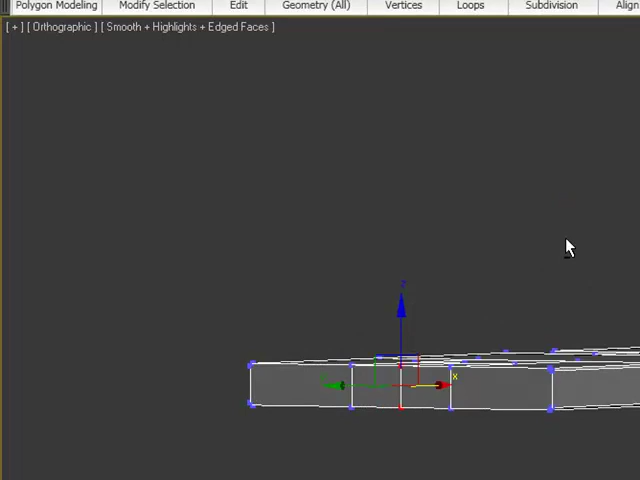 Polygon Modeling Modify Selection Edit Geometry (All) Vertices Loops Subdivision Align
[ + ] [ Orthographic ] [ Smooth + Highlights + Edged Faces ]
z
x